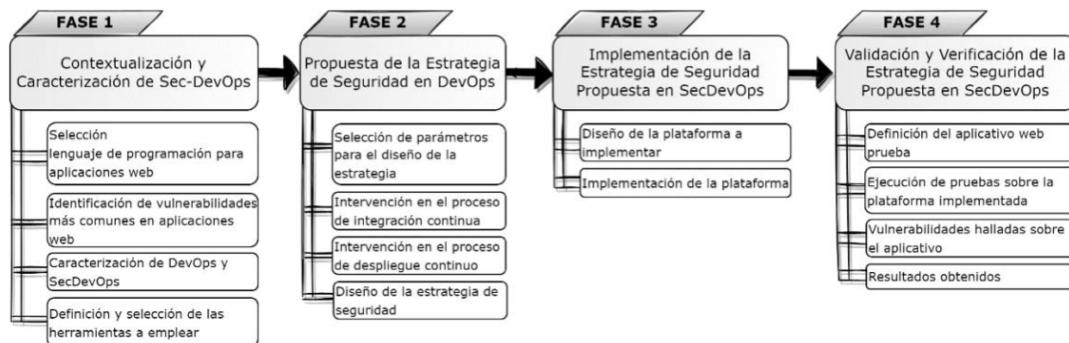 FASE 1
Contextualización y
Caracterización de Sec-DevOps
Selección
lenguaje de programación para
aplicaciones web
Identificación de vulnerabilidades
más comunes en aplicaciones
web
Caracterización de DevOps y
SecDevOps
Definición y selección de las
herramientas a emplear
FASE 2
Propuesta de la Estrategia
de Seguridad en DevOps
Selección de parámetros
para el diseño de la
estrategia
Intervención en el proceso
de integración continua
Intervención en el proceso
de despliegue continuo
Diseño de la estrategia de
seguridad
FASE 3
Implementación de la
Estrategia de Seguridad
Propuesta en SecDevOps
Diseño de la plataforma a
implementar
Implementación de la plataforma
FASE 4
Validación y Verificación de la
Estrategia de Seguridad
Propuesta en SecDevOps
Definición del aplicativo web
prueba
Ejecución de pruebas sobre la
plataforma implementada
Vulnerabilidades halladas sobre
el aplicativo
Resultados obtenidos